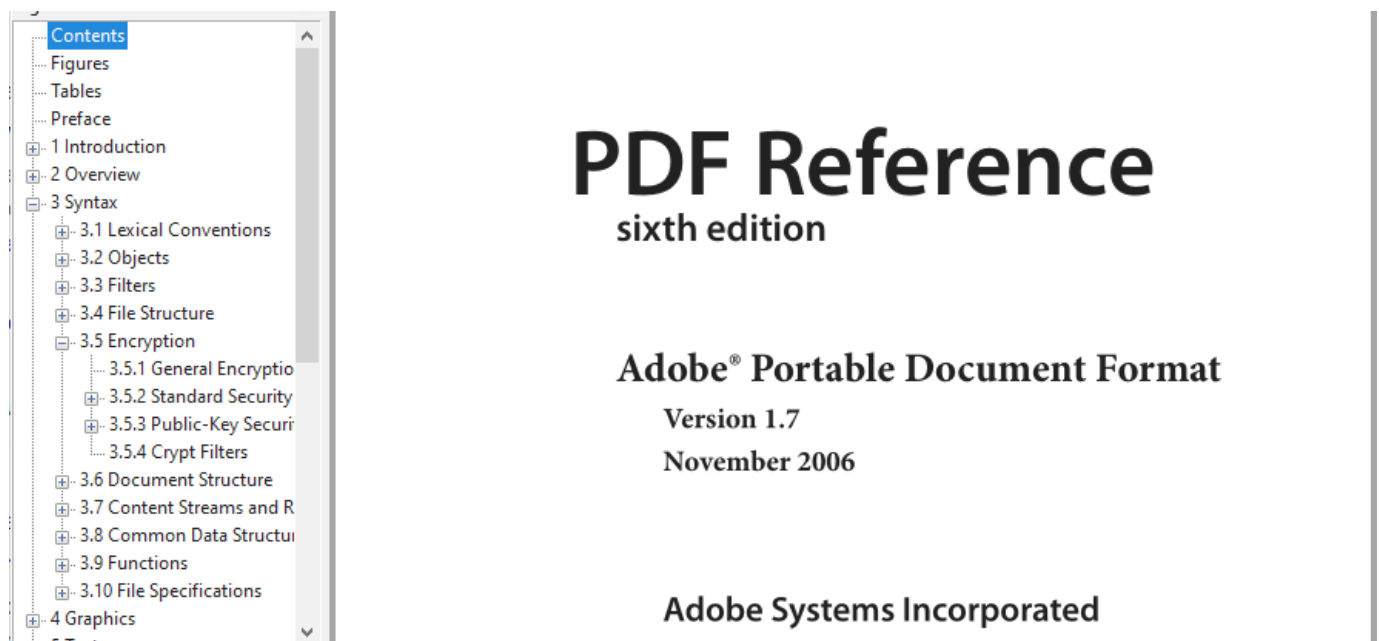 Contents
Figures
Tables
Preface
1 Introduction
2 Overview
3 Syntax
3.1 Lexical Conventions
3.2 Objects
3.3 Filters
3.4 File Structure
3.5 Encryption
3.5.1 General Encryptio
3.5.2 Standard Security
3.5.3 Public-Key Securi
3.5.4 Crypt Filters
3.6 Document Structure
3.7 Content Streams and R
3.8 Common Data Structu
3.9 Functions
3.10 File Specifications
4 Graphics
PDF Reference
sixth edition
Adobe® Portable Document Format
Version 1.7
November 2006
Adobe Systems Incorporated